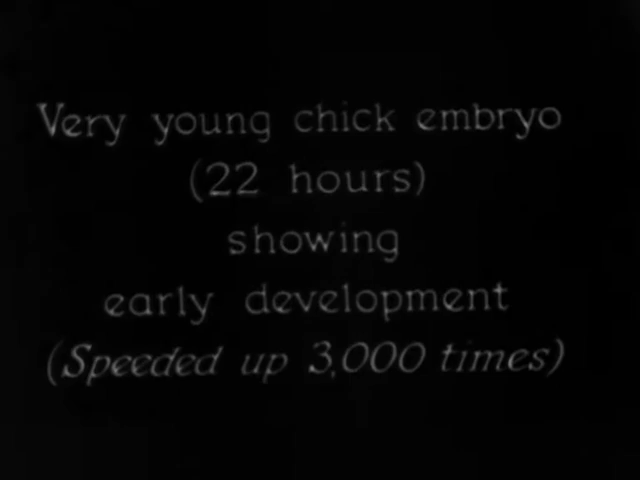 Very young chick embryo
(22 hours)
showing
early development
(Speeded up 3,000 times)